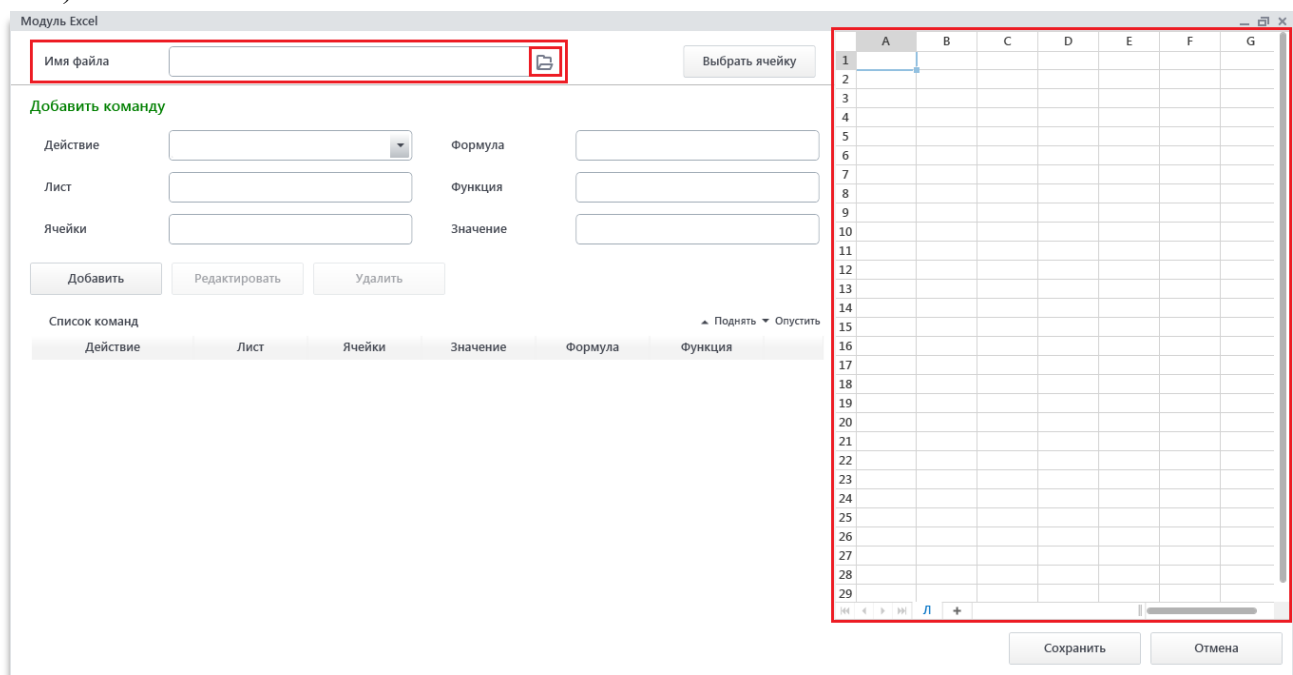 Модуль Excel
Имя файла
Выбрать ячейку
Добавить команду
Действие
Формула
Лист
Функция
Ячейки
Значение
Добавить Редактировать Удалить
Список команд
Поднять Опустить
Действие Лист Ячейки Значение Формула Функция
A B C D E F G
1
2
3
4
5
6
7
8
9
10
11
12
13
14
15
16
17
18
19
20
21
22
23
24
25
26
27
28
29
Л +
Сохранить Отмена